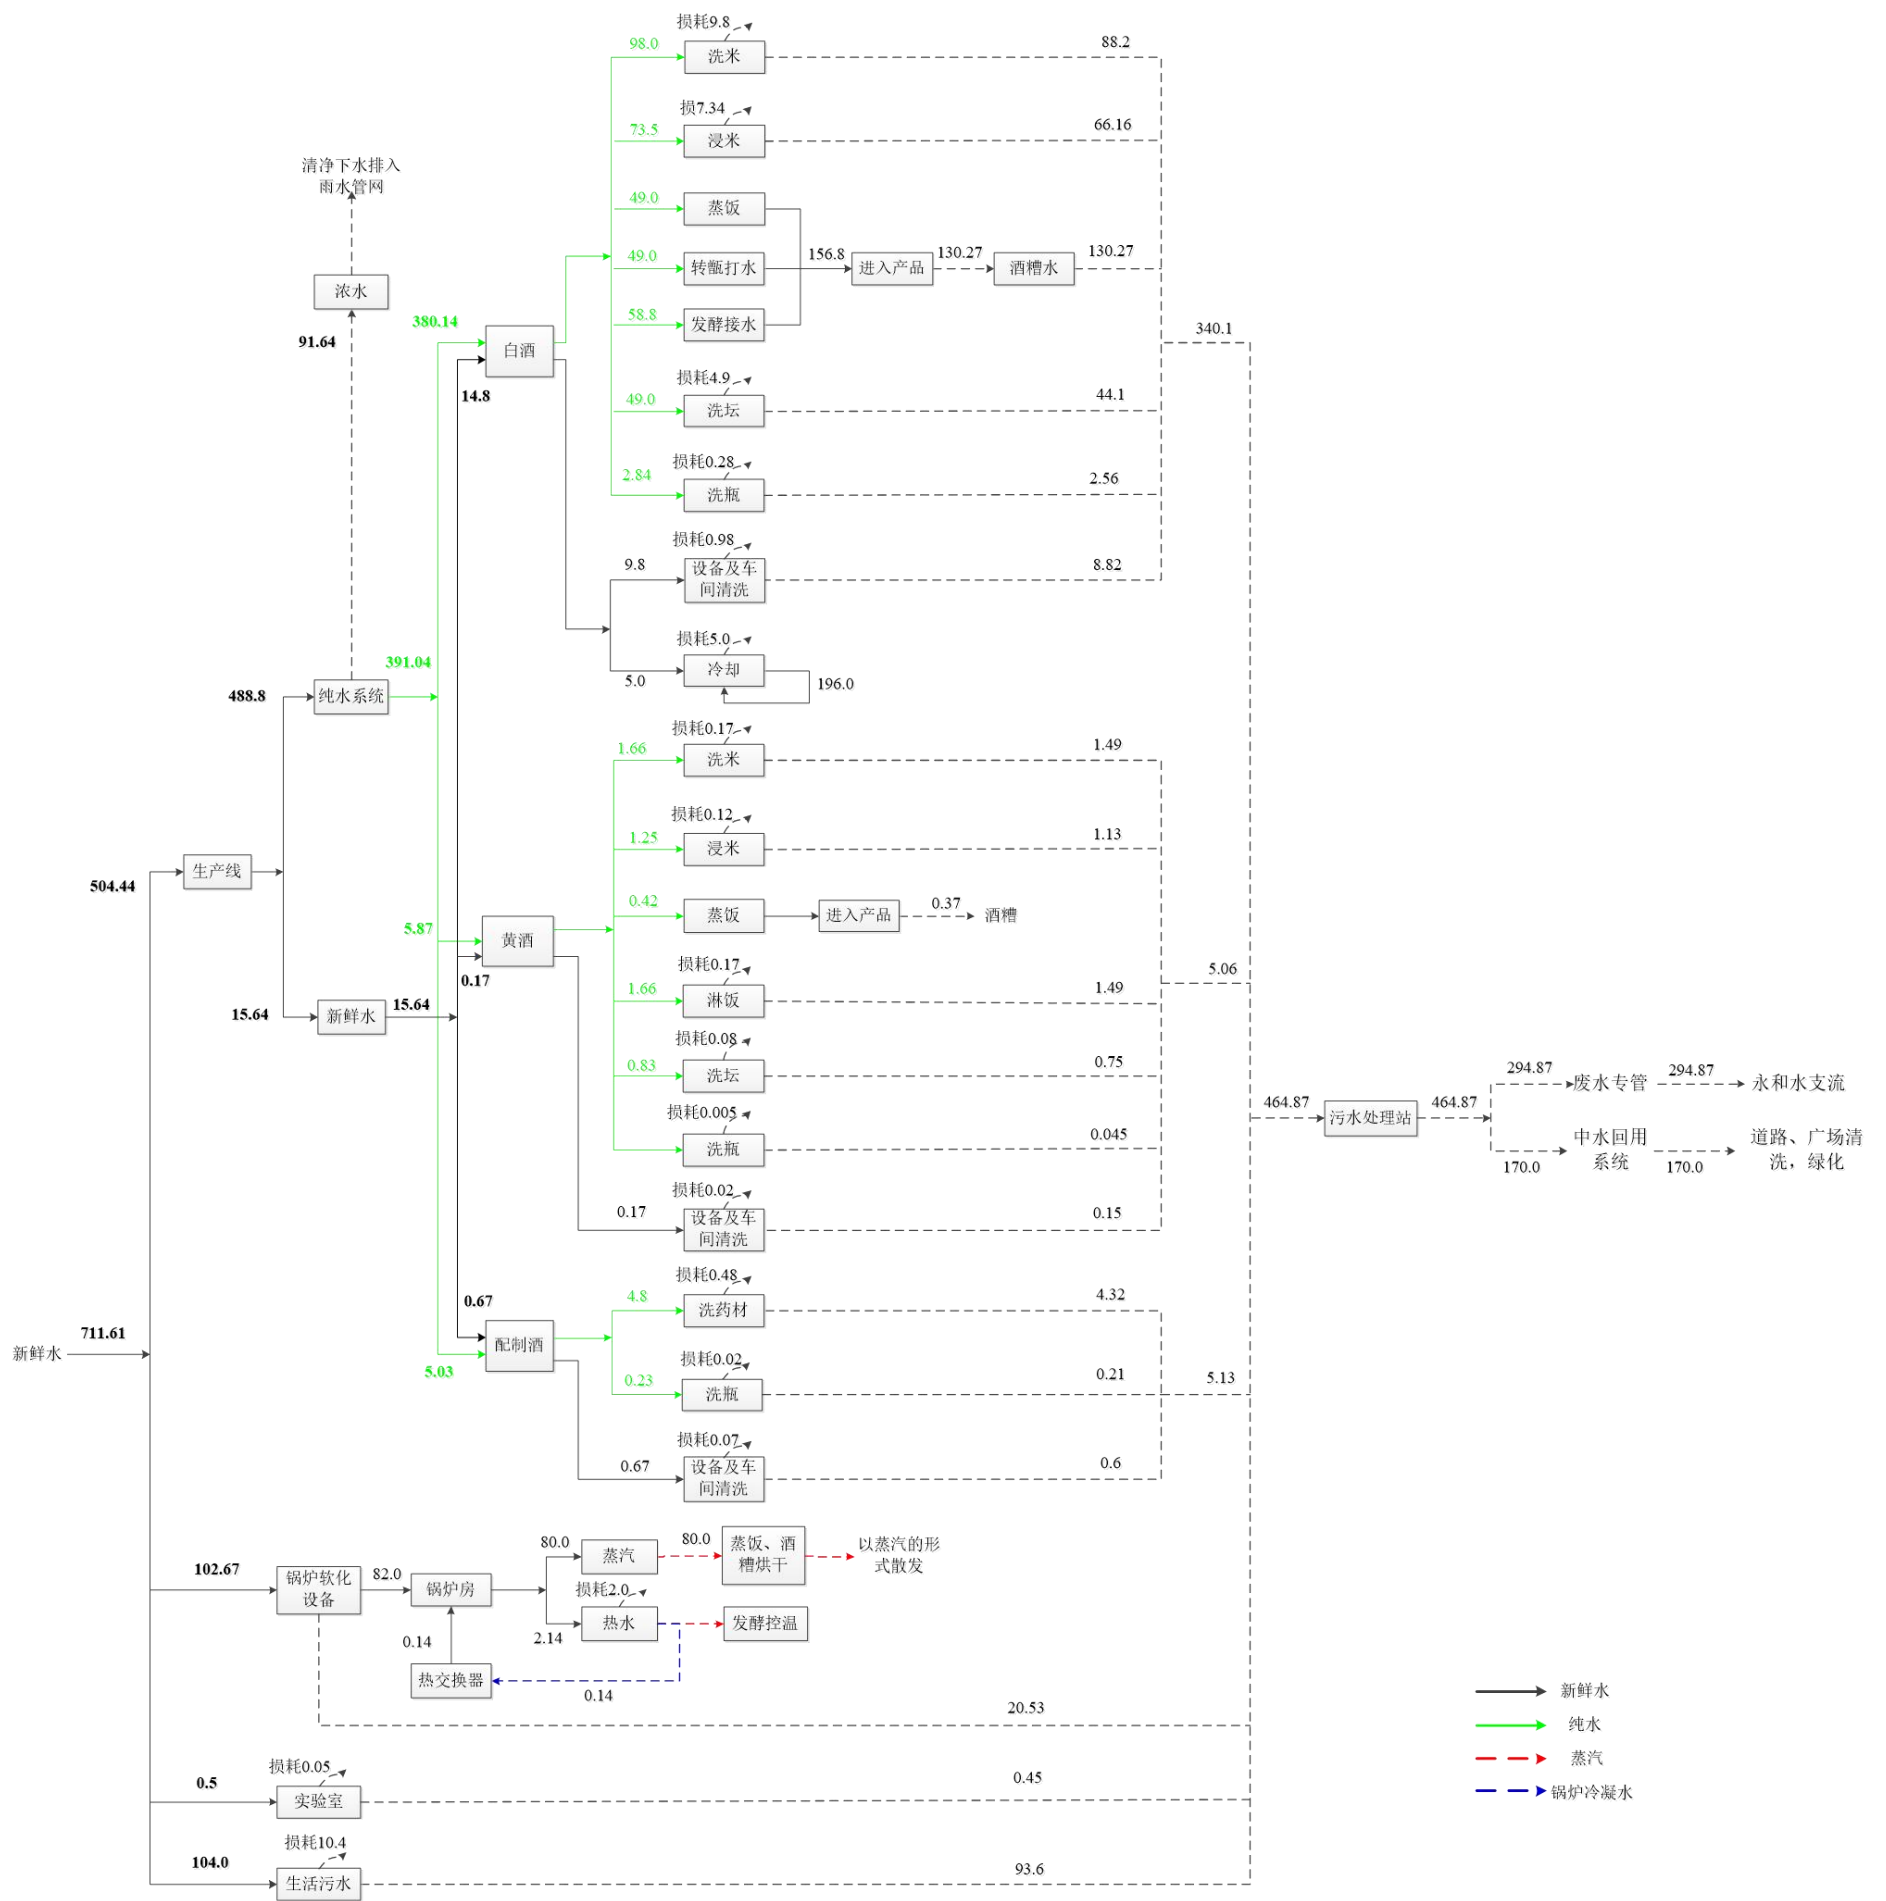 损耗9.8
98.0
洗米
88.2
损7.34
73.5
浸米
66.16
清净下水排入
雨水管网
49.0
蒸饭
49.0
转甑打水
156.8
进入产品
130.27
酒糟水
130.27
浓水
91.64
58.8
发酵接水
380.14
白酒
14.8
340.1
损耗4.9
49.0
洗坛
44.1
损耗0.28
2.84
洗瓶
2.56
损耗0.98
9.8
设备及车
间清洗
8.82
损耗5.0
5.0
冷却
196.0
391.04
488.8
纯水系统
损耗0.17
1.66
洗米
1.49
损耗0.12
1.25
浸米
1.13
504.44
生产线
0.42
蒸饭
进入产品
0.37
酒糟
5.87
黄酒
0.17
损耗0.17
1.66
淋饭
1.49
5.06
15.64
新鲜水
15.64
损耗0.08
0.83
洗坛
0.75
损耗0.005
洗瓶
0.045
464.87
污水处理站
464.87
294.87
废水专管
294.87
永和水支流
170.0
中水回用
系统
170.0
道路、广场清
洗，绿化
损耗0.02
0.17
设备及车
间清洗
0.15
损耗0.48
4.8
洗药材
4.32
0.67
配制酒
5.03
711.61
新鲜水
损耗0.02
0.23
洗瓶
0.21
5.13
损耗0.07
0.67
设备及车
间清洗
0.6
102.67
锅炉软化
设备
82.0
锅炉房
80.0
蒸汽
80.0
蒸饭、酒
糟烘干
以蒸汽的形
式散发
损耗2.0
2.14
热水
发酵控温
0.14
热交换器
0.14
20.53
损耗0.05
0.5
实验室
0.45
损耗10.4
104.0
生活污水
93.6
新鲜水
纯水
蒸汽
锅炉冷凝水